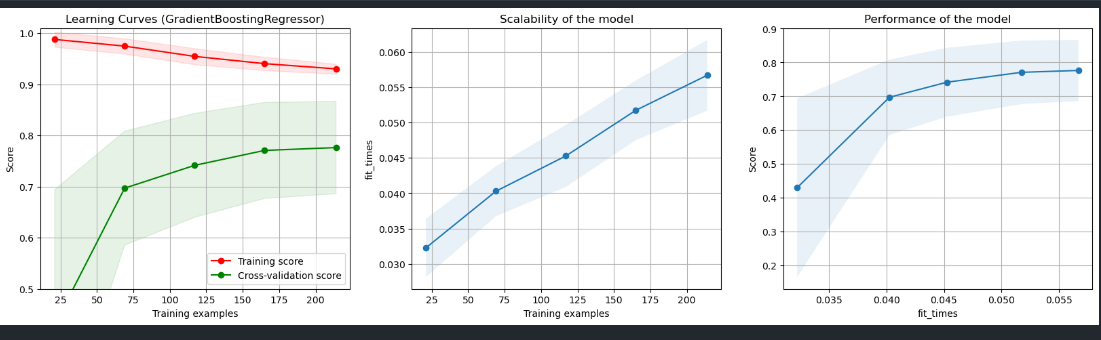 Learning Curves (GradientBoostingRegressor)
1.0
0.9
0.8
0.7
0.6
0.5
Score
Training score
Cross-validation score
25 50 75 100 125 150 175 200
Training examples
Scalability of the model
0.060
0.055
0.050
0.045
0.040
0.035
0.030
fit_times
25 50 75 100 125 150 175 200
Training examples
Performance of the model
0.9
0.8
0.7
0.6
0.5
0.4
0.3
0.2
Score
0.035 0.040 0.045 0.050 0.055
fit_times